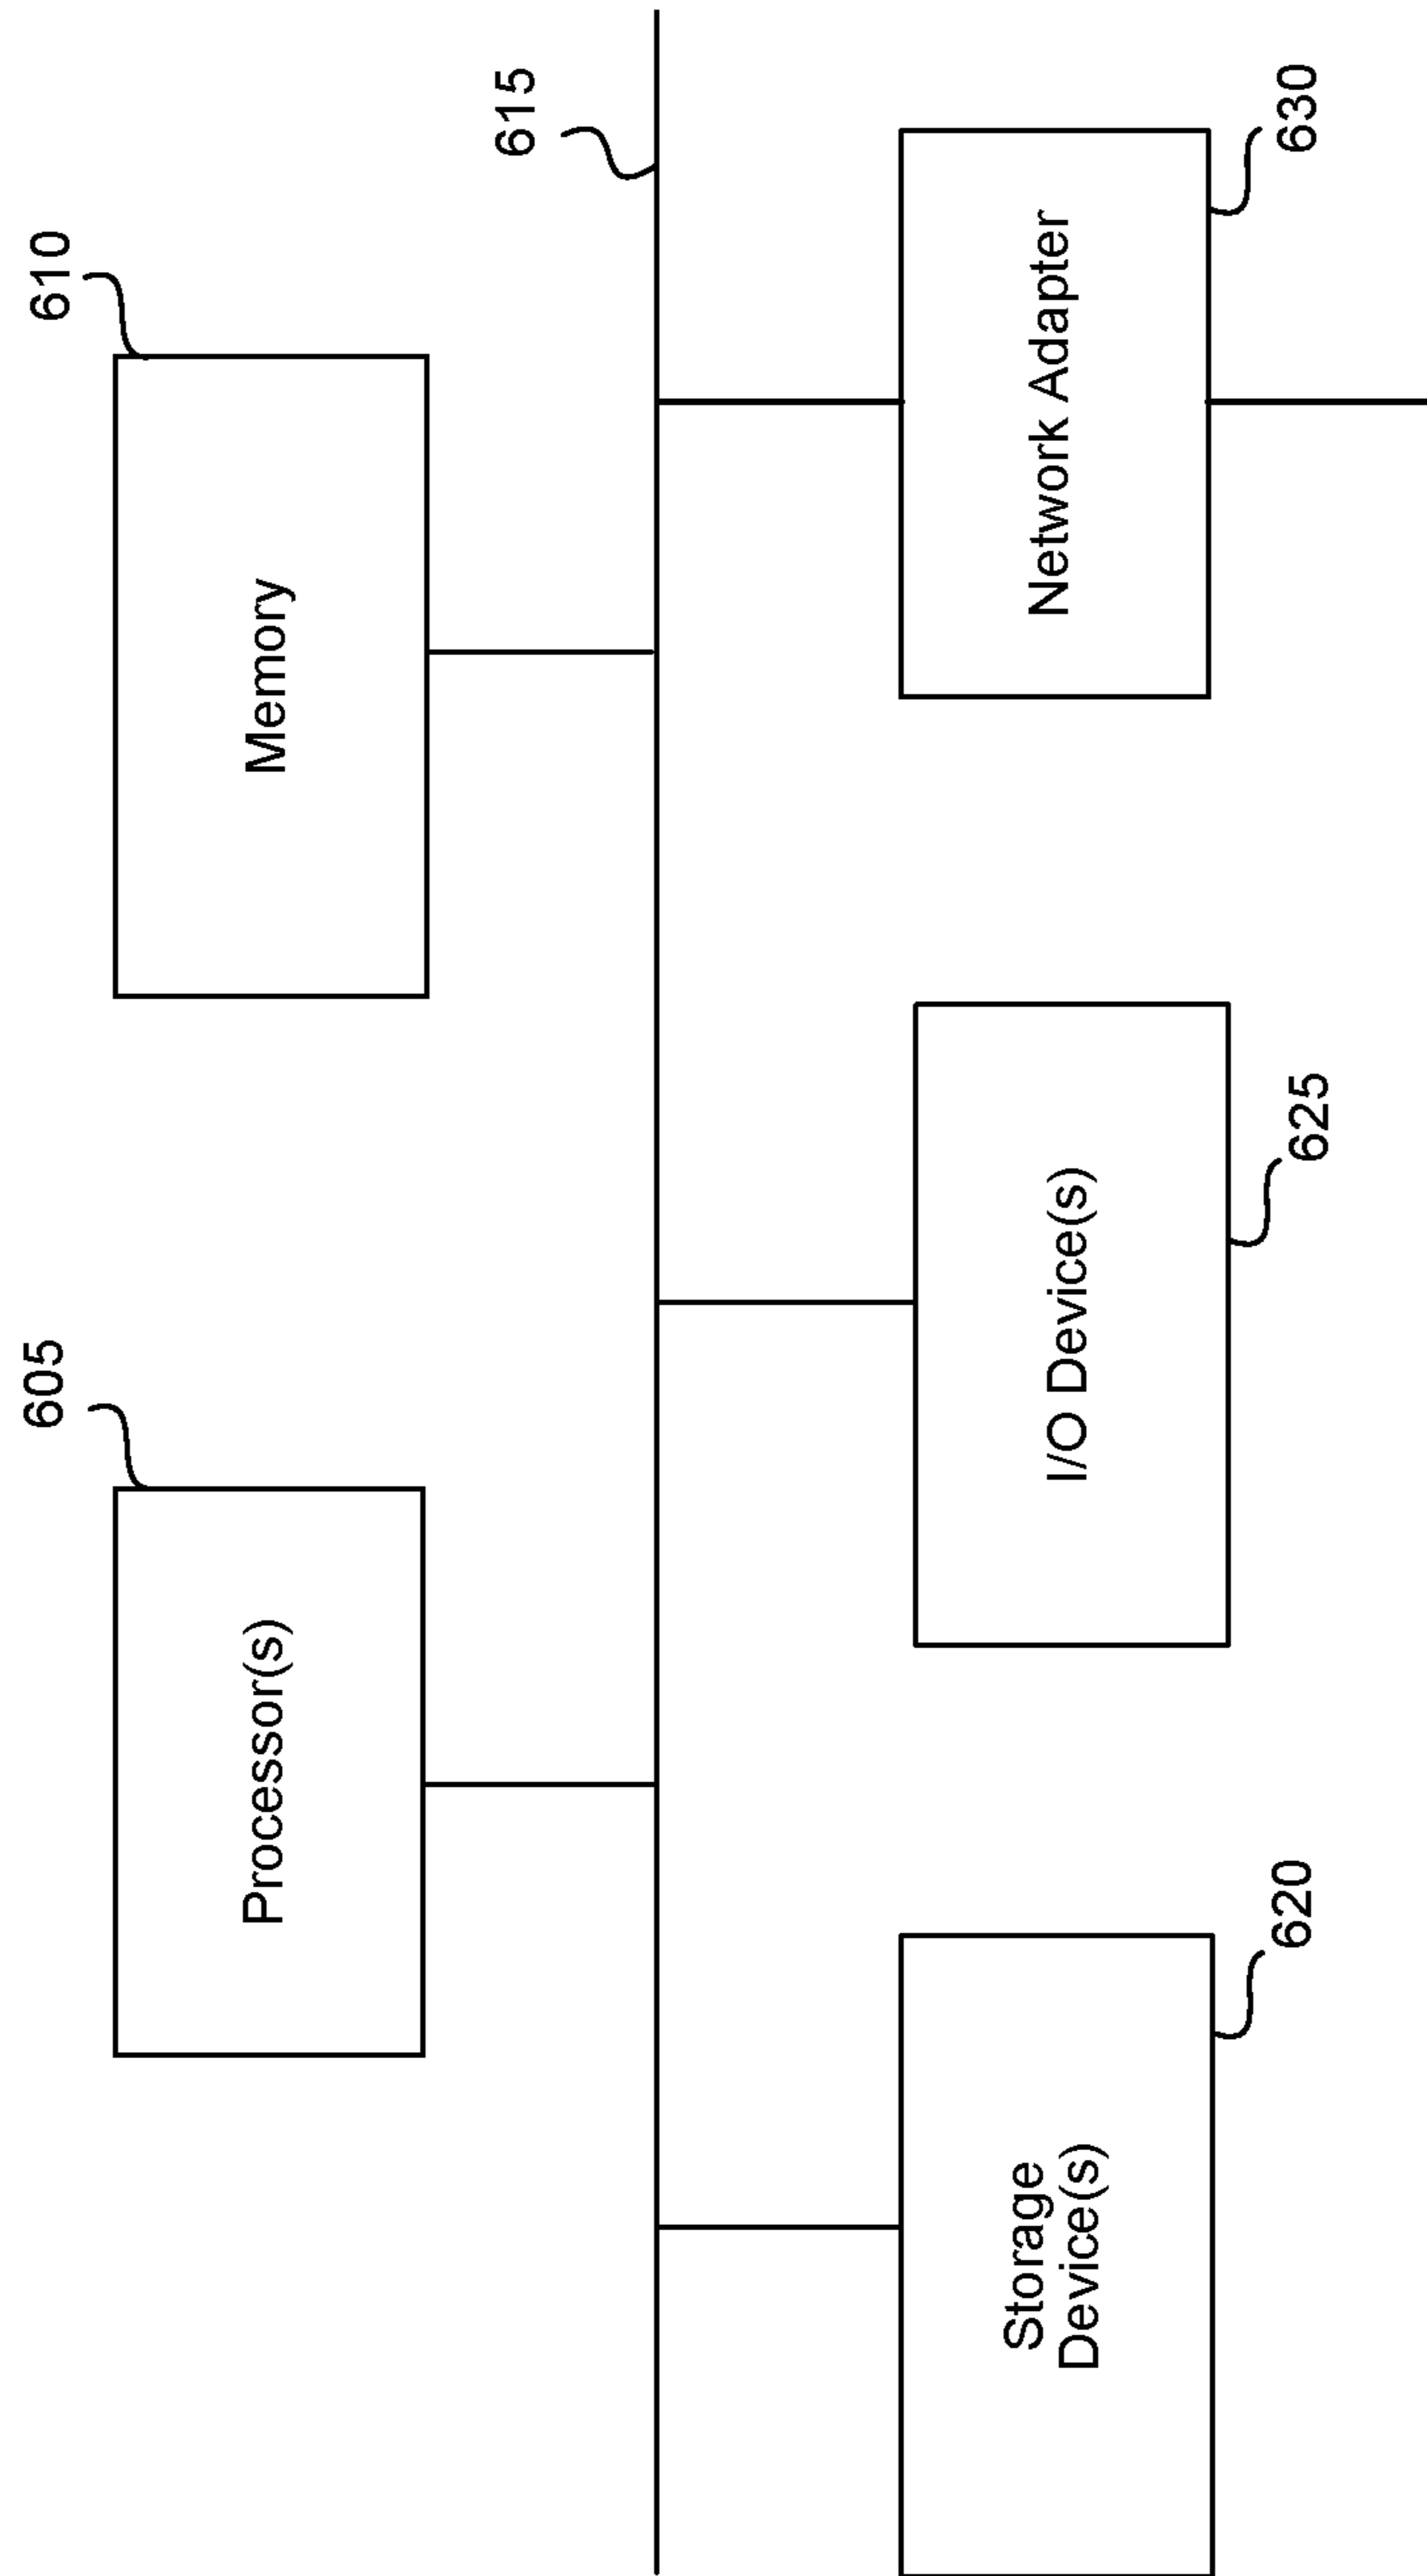 605
610
Processor(s)
Memory
615
Storage
Device(s)
I/O Device(s)
Network Adapter
620
625
630